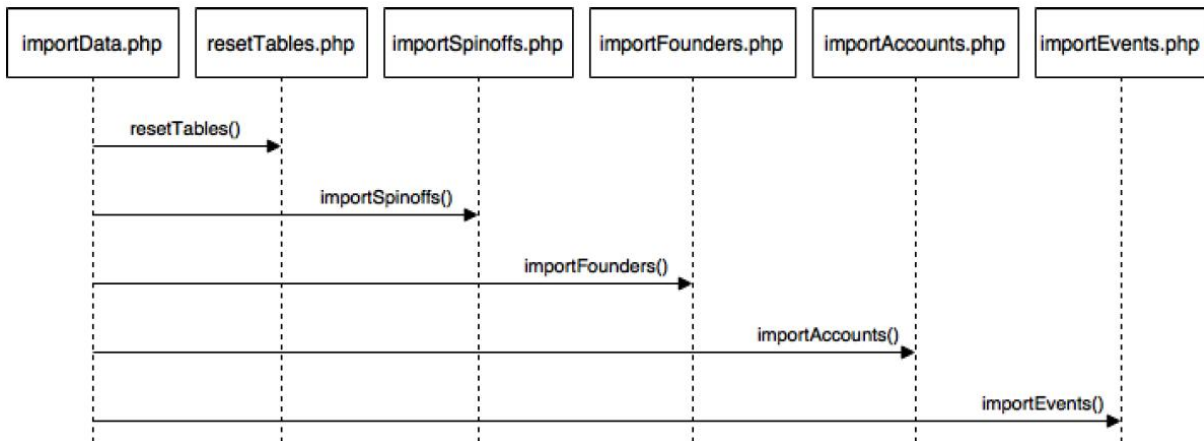 importData.php
resetTables.php
importSpinoffs.php
importFounders.php
importAccounts.php
importEvents.php
resetTables()
importSpinoffs()
importFounders()
importAccounts()
importEvents()